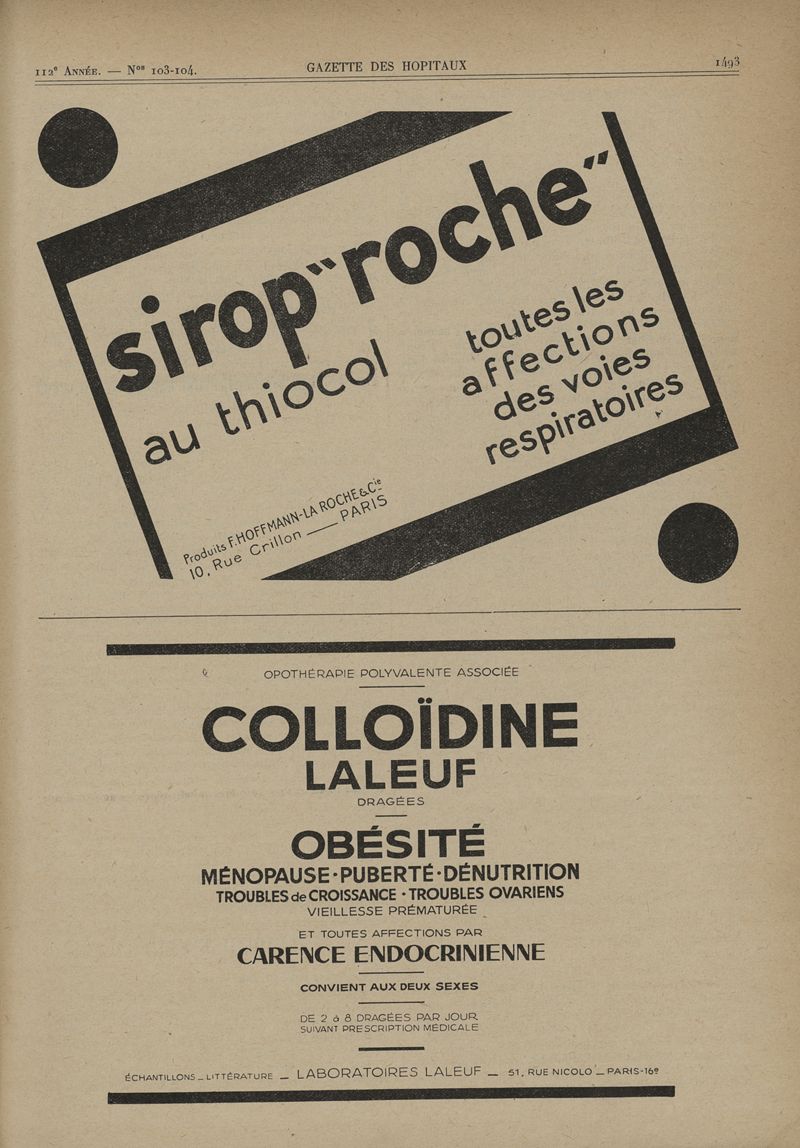 112e ANNÉE. — Nos 103-104.
GAZETTE DES HOPITAUX
1493
sirop "roche"
au thiocol
toutes les
affections
des voies
respiratoires
Produits F. HOFFMANN-LA ROCHE & Cie
10, Rue Crillon — PARIS
OPOTHÉRAPIE POLYVALENTE ASSOCIÉE
COLLOÏDINE
LALEUF
DRAGÉES
OBÉSITÉ
MÉNOPAUSE·PUBERTÉ·DÉNUTRITION
TROUBLES de CROISSANCE · TROUBLES OVARIENS
VIEILLESSE PRÉMATURÉE
ET TOUTES AFFECTIONS PAR
CARENCE ENDOCRINIENNE
CONVIENT AUX DEUX SEXES
DE 2 à 8 DRAGÉES PAR JOUR
SUIVANT PRESCRIPTION MÉDICALE
ÉCHANTILLONS _ LITTÉRATURE _ LABORATOIRES LALEUF _ 51, RUE NICOLO _ PARIS-16e